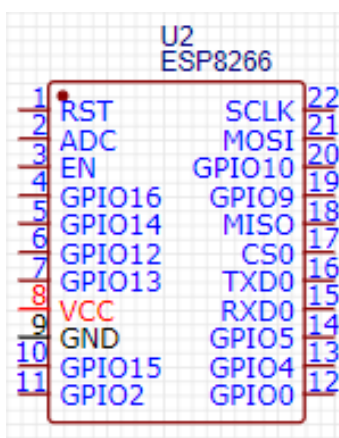 U2
ESP8266
1 RST SCLK 22
2 ADC MOSI 21
3 EN GPIO10 20
4 GPIO16 GPIO9 19
5 GPIO14 MISO 18
6 GPIO12 CS0 17
7 GPIO13 TXD0 16
8 VCC RXD0 15
9 GND GPIO5 14
10 GPIO15 GPIO4 13
11 GPIO2 GPIO0 12